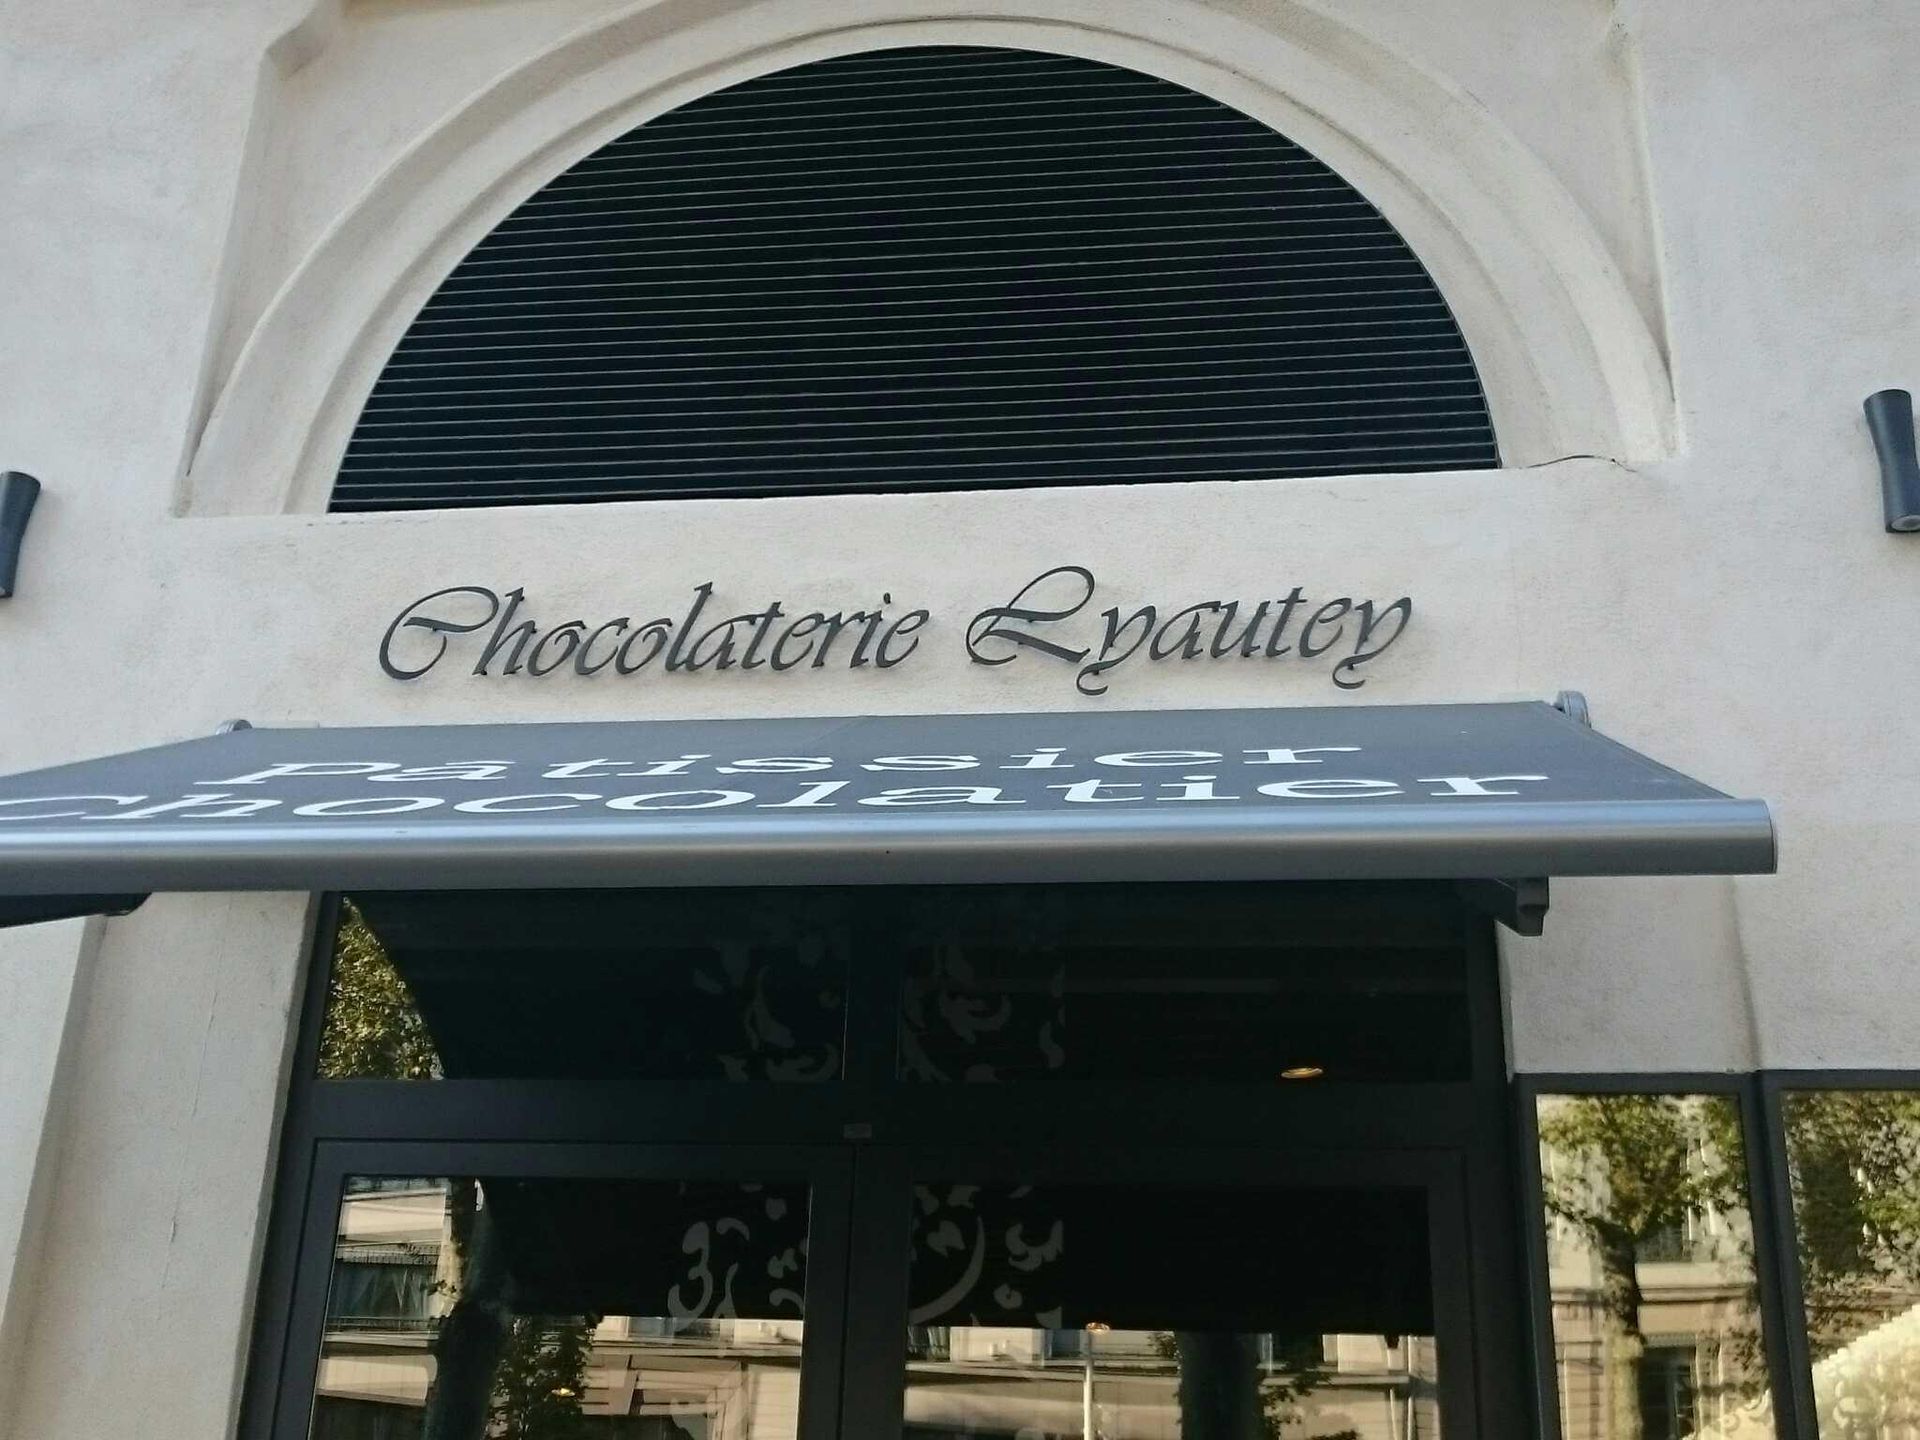 Chocolaterie Lyautey
Pâtissier
Chocolatier